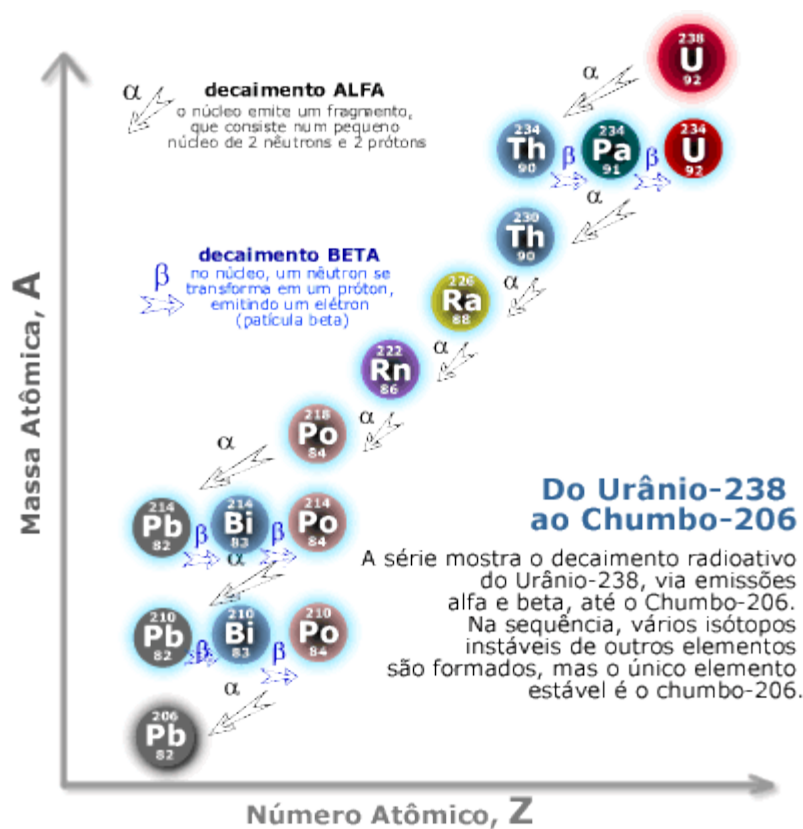 238
U
92
α
α
decaimento ALFA
o núcleo emite um fragmento,
que consiste num pequeno
núcleo de 2 nêutrons e 2 prótons
234
Th
90
β
234
Pa
91
β
234
U
92
α
230
Th
90
decaimento BETA
β
no núcleo, um nêutron se
transforma em um próton,
emitindo um elétron
(patícula beta)
α
226
Ra
88
α
222
Rn
86
α
218
Po
84
α
Massa Atômica, A
Do Urânio-238
ao Chumbo-206
214
Pb
82
β
214
Bi
83
β
214
Po
84
α
A série mostra o decaimento radioativo
do Urânio-238, via emissões
alfa e beta, até o Chumbo-206.
Na sequência, vários isótopos
instáveis de outros elementos
são formados, mas o único elemento
estável é o chumbo-206.
210
Pb
82
β
210
Bi
83
β
210
Po
84
α
206
Pb
82
Número Atômico, Z